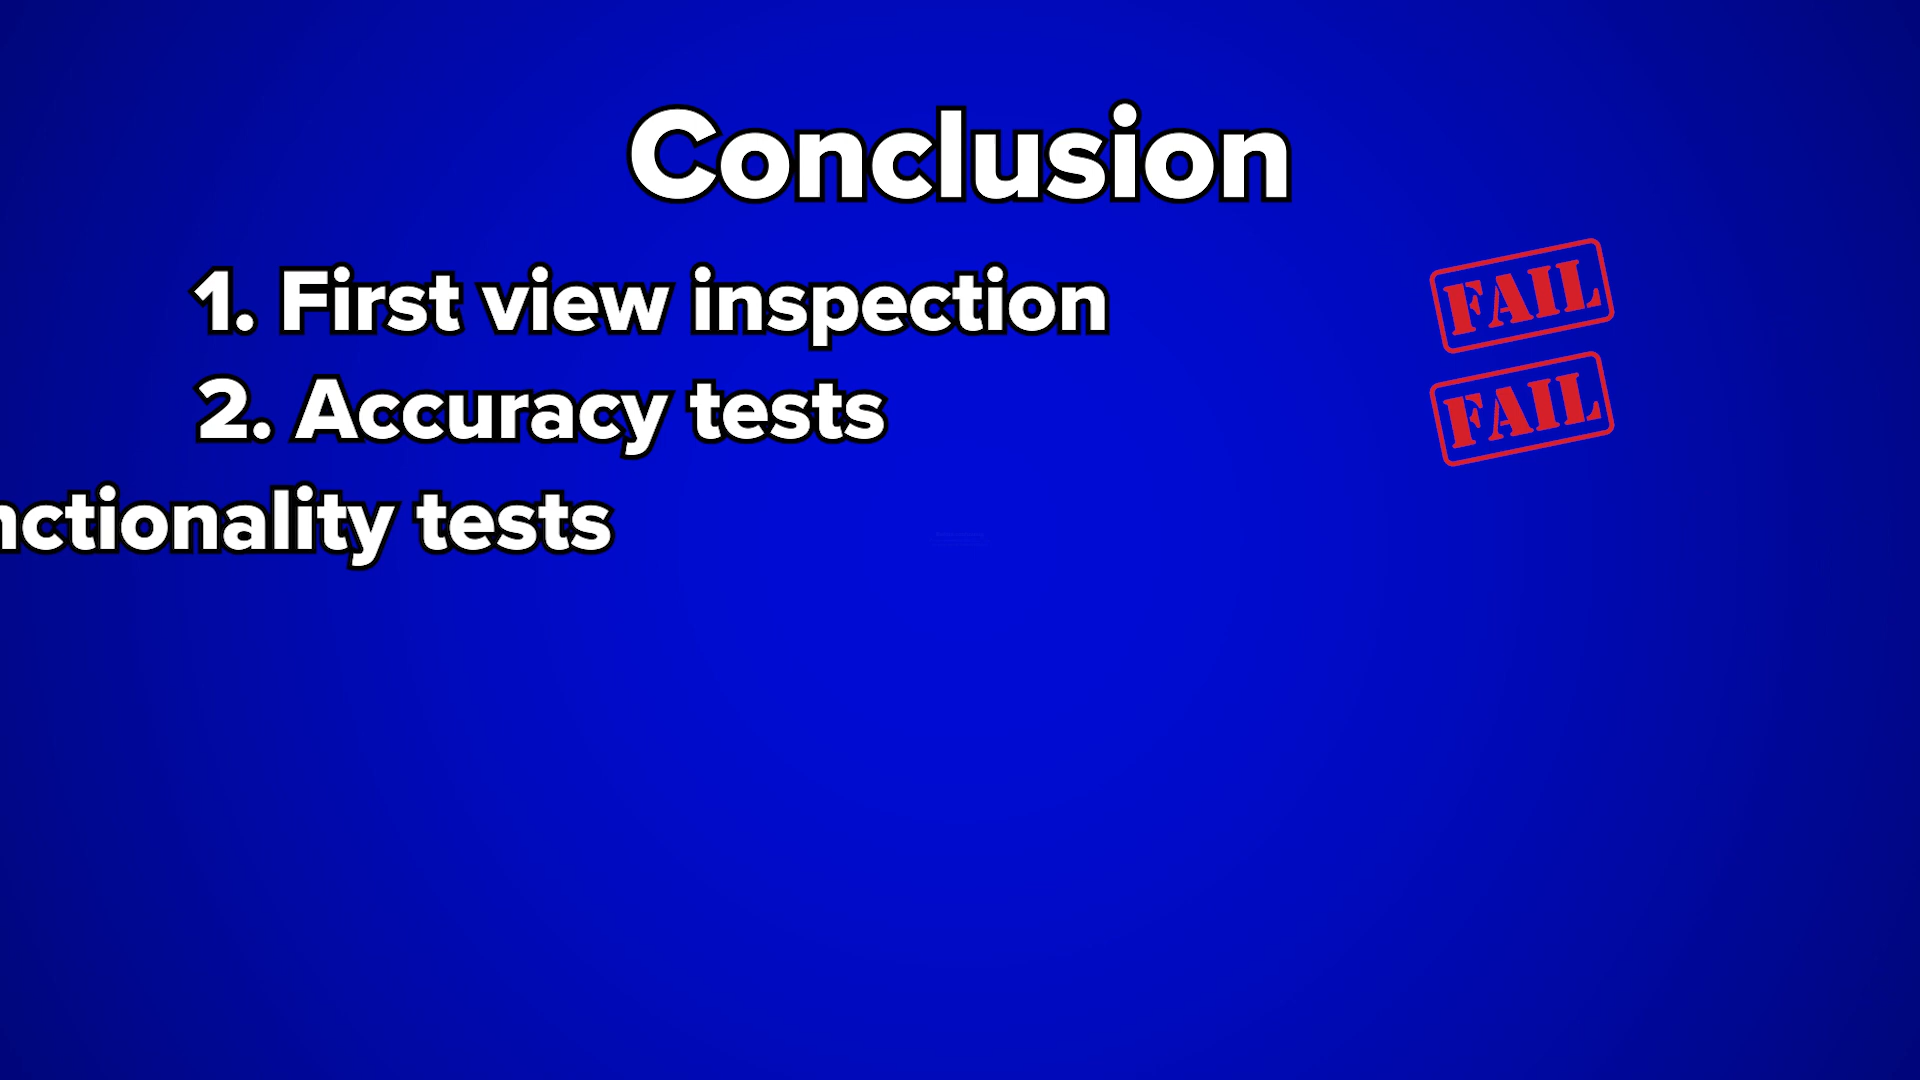 Conclusion
1. First view inspection
FAIL
2. Accuracy tests
FAIL
nctionality tests